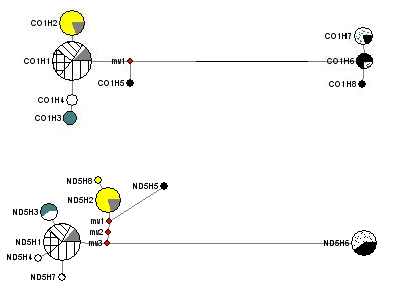 CO1H2
CO1H7
CO1H1
mv1
CO1H6
CO1H5
CO1H8
CO1H4
CO1H3
ND5H8
ND5H5
ND5H2
ND5H3
mv1
mv2
ND5H1
mv3
ND5H6
ND5H4
ND5H7